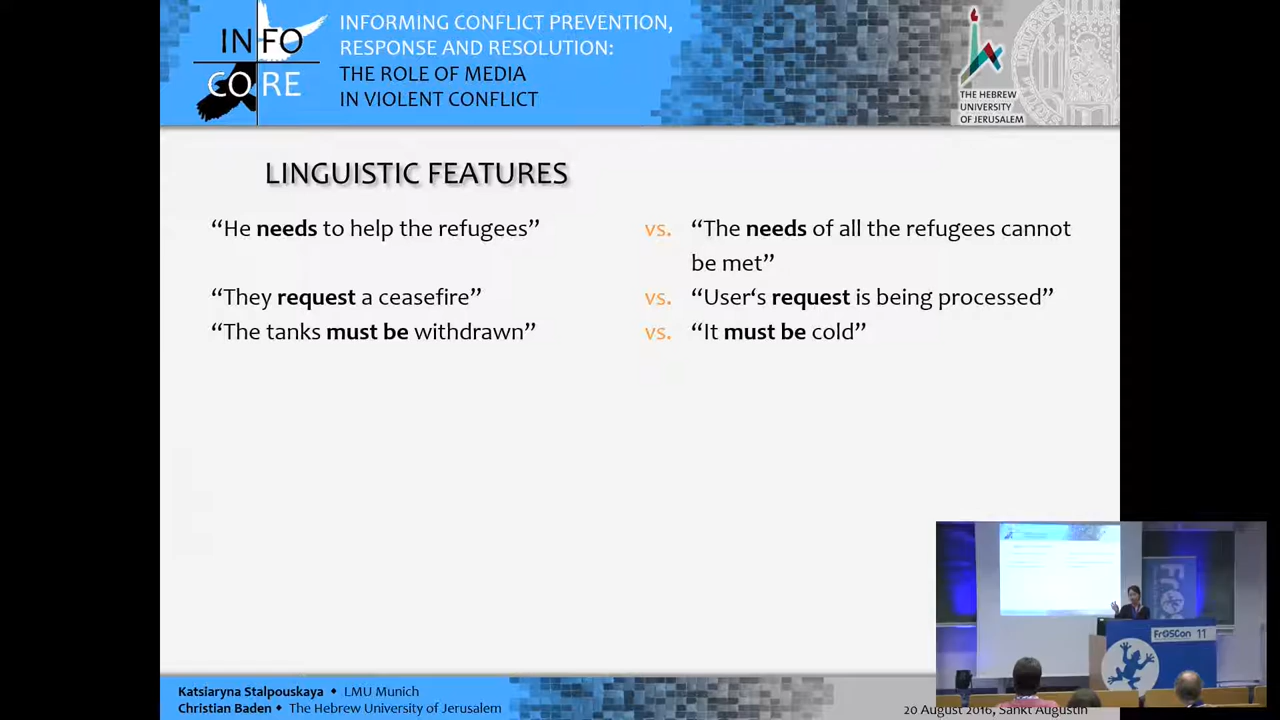 INFO
CORE
INFORMING CONFLICT PREVENTION,
RESPONSE AND RESOLUTION:
THE ROLE OF MEDIA
IN VIOLENT CONFLICT
THE HEBREW
UNIVERSITY
OF JERUSALEM
LINGUISTIC FEATURES
“He needs to help the refugees” vs. “The needs of all the refugees cannot
be met”
“They request a ceasefire” vs. “User‘s request is being processed”
“The tanks must be withdrawn” vs. “It must be cold”
FrOSCon 11
Katsiaryna Stalpouskaya ◆ LMU Munich
Christian Baden ◆ The Hebrew University of Jerusalem
20 August 2016, Sankt Augustin